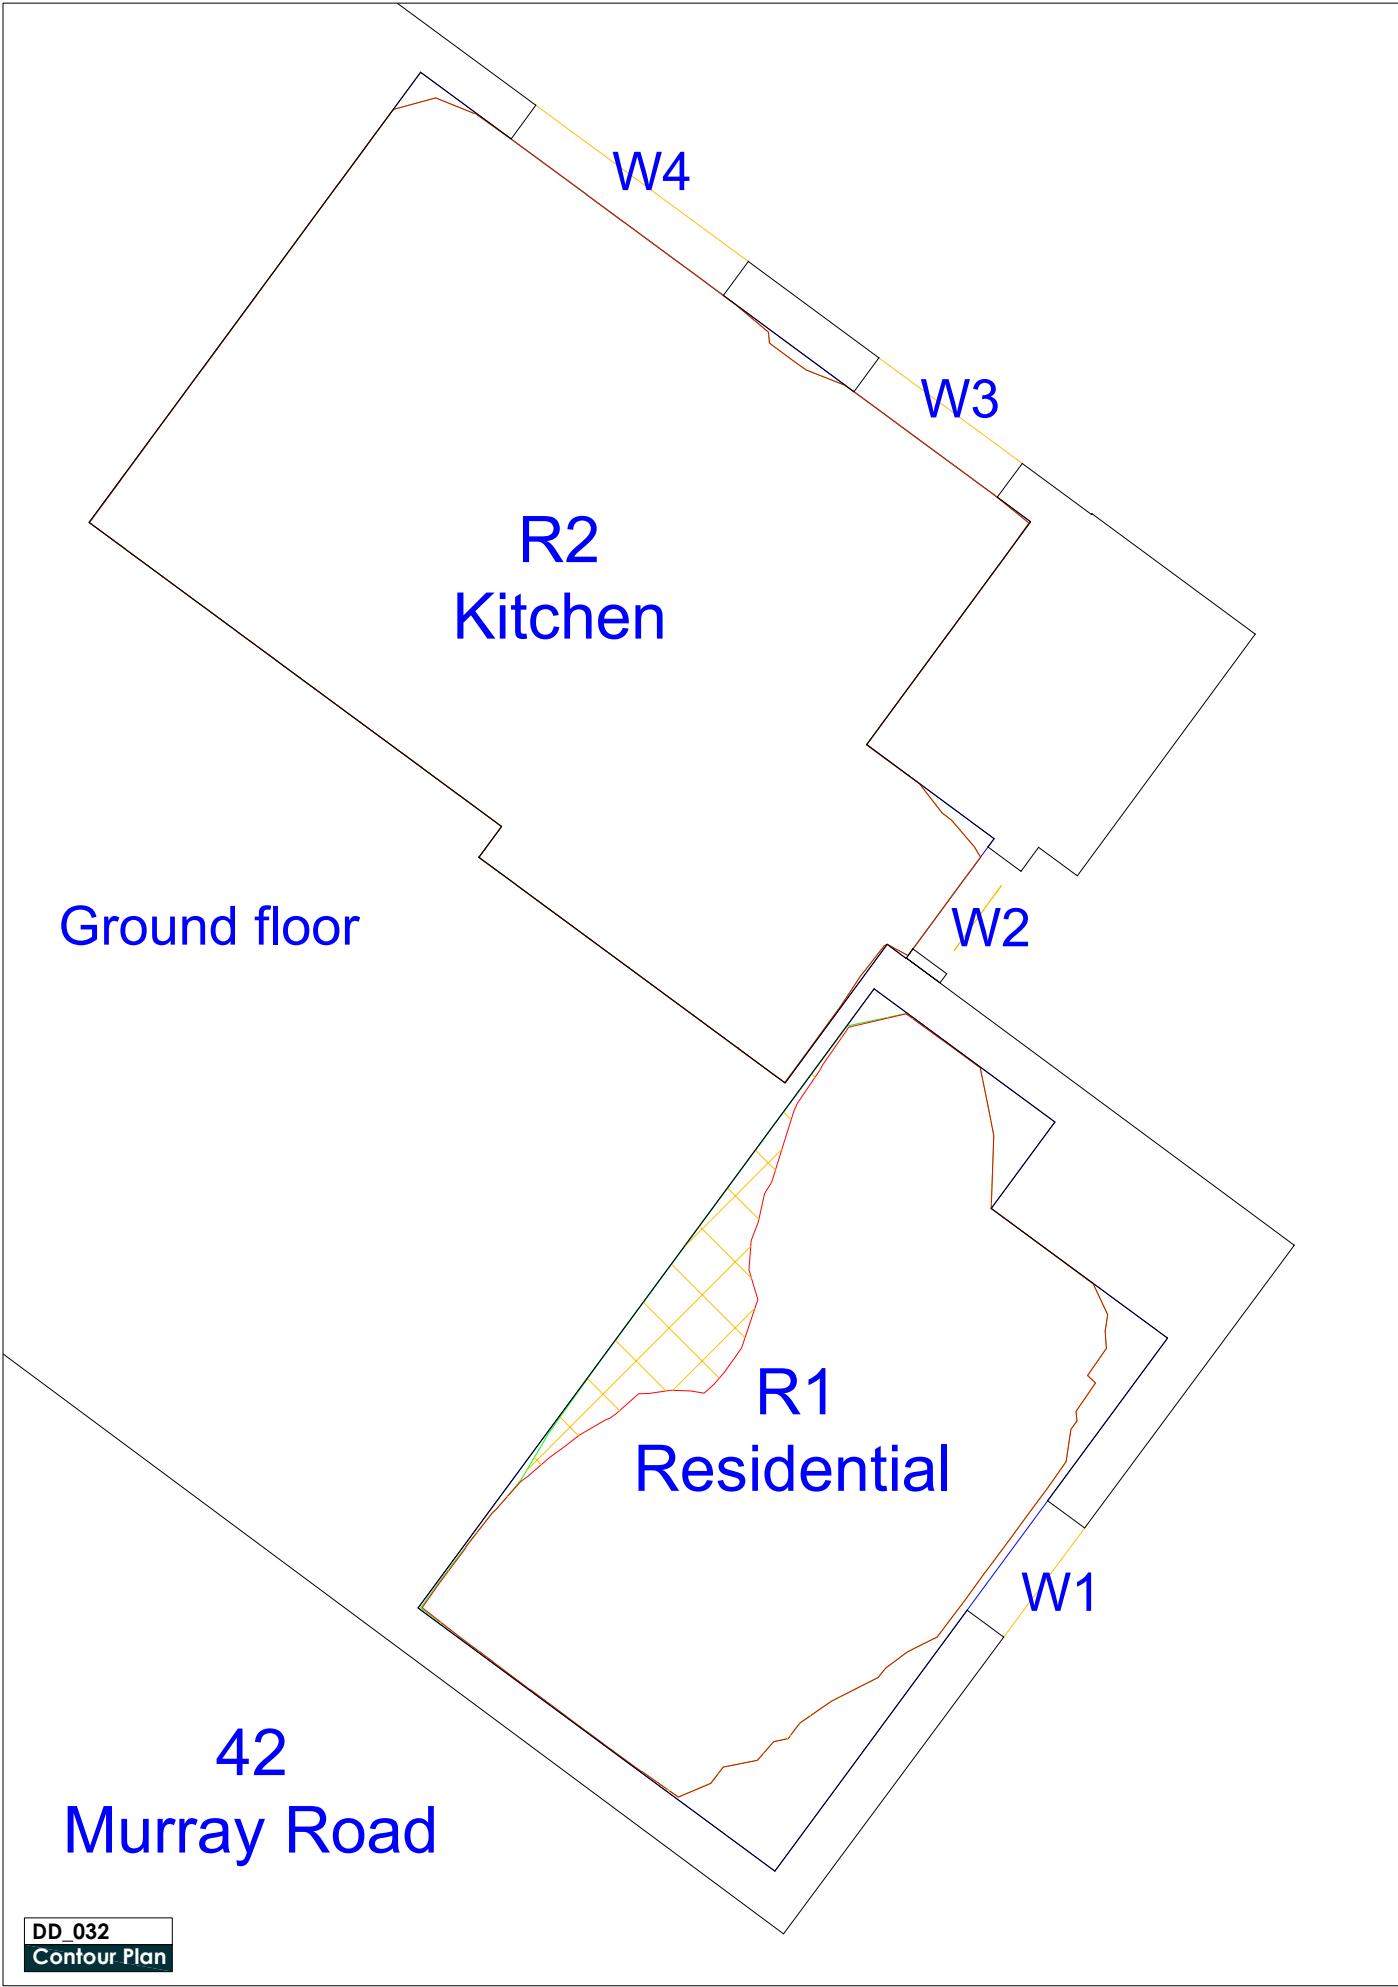 W4
W3
R2
Kitchen
Ground floor
W2
R1
Residential
W1
42
Murray Road
DD_032
Contour Plan